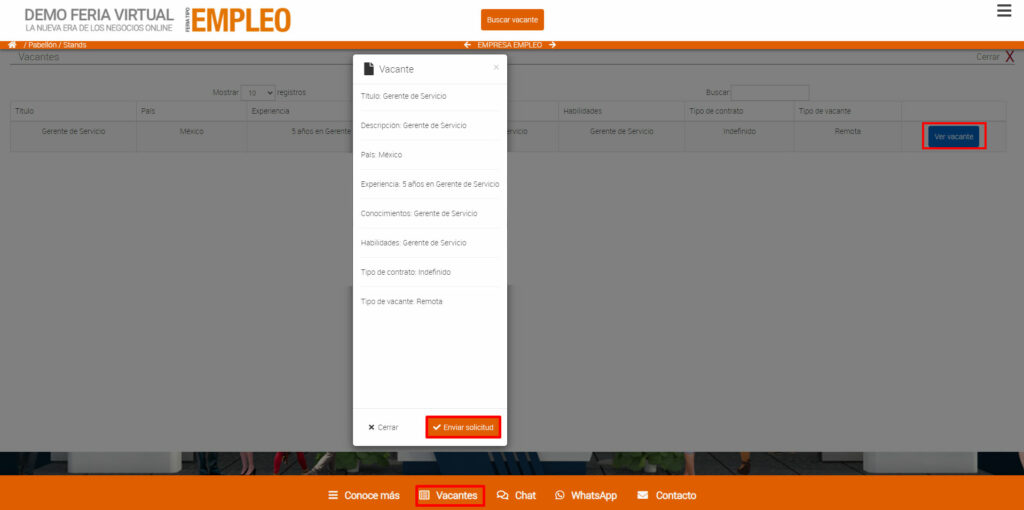 DEMO FERIA VIRTUAL
LA NUEVA ERA DE LOS NEGOCIOS ONLINE
FERIA TIPO
EMPLEO
Buscar vacante
/ Pabellón / Stands
EMPRESA EMPLEO
Vacantes
Cerrar X
Mostrar 10 registros
Buscar:
Título País Experiencia Habilidades Tipo de contrato Tipo de vacante
Gerente de Servicio México 5 años en Gerente Gerente de Servicio Indefinido Remota Ver vacante
Vacante ×
Título: Gerente de Servicio
Descripción: Gerente de Servicio
País: México
Experiencia: 5 años en Gerente de Servicio
Conocimientos: Gerente de Servicio
Habilidades: Gerente de Servicio
Tipo de contrato: Indefinido
Tipo de vacante: Remota
Cerrar
Enviar solicitud
Conoce más Vacantes Chat WhatsApp Contacto